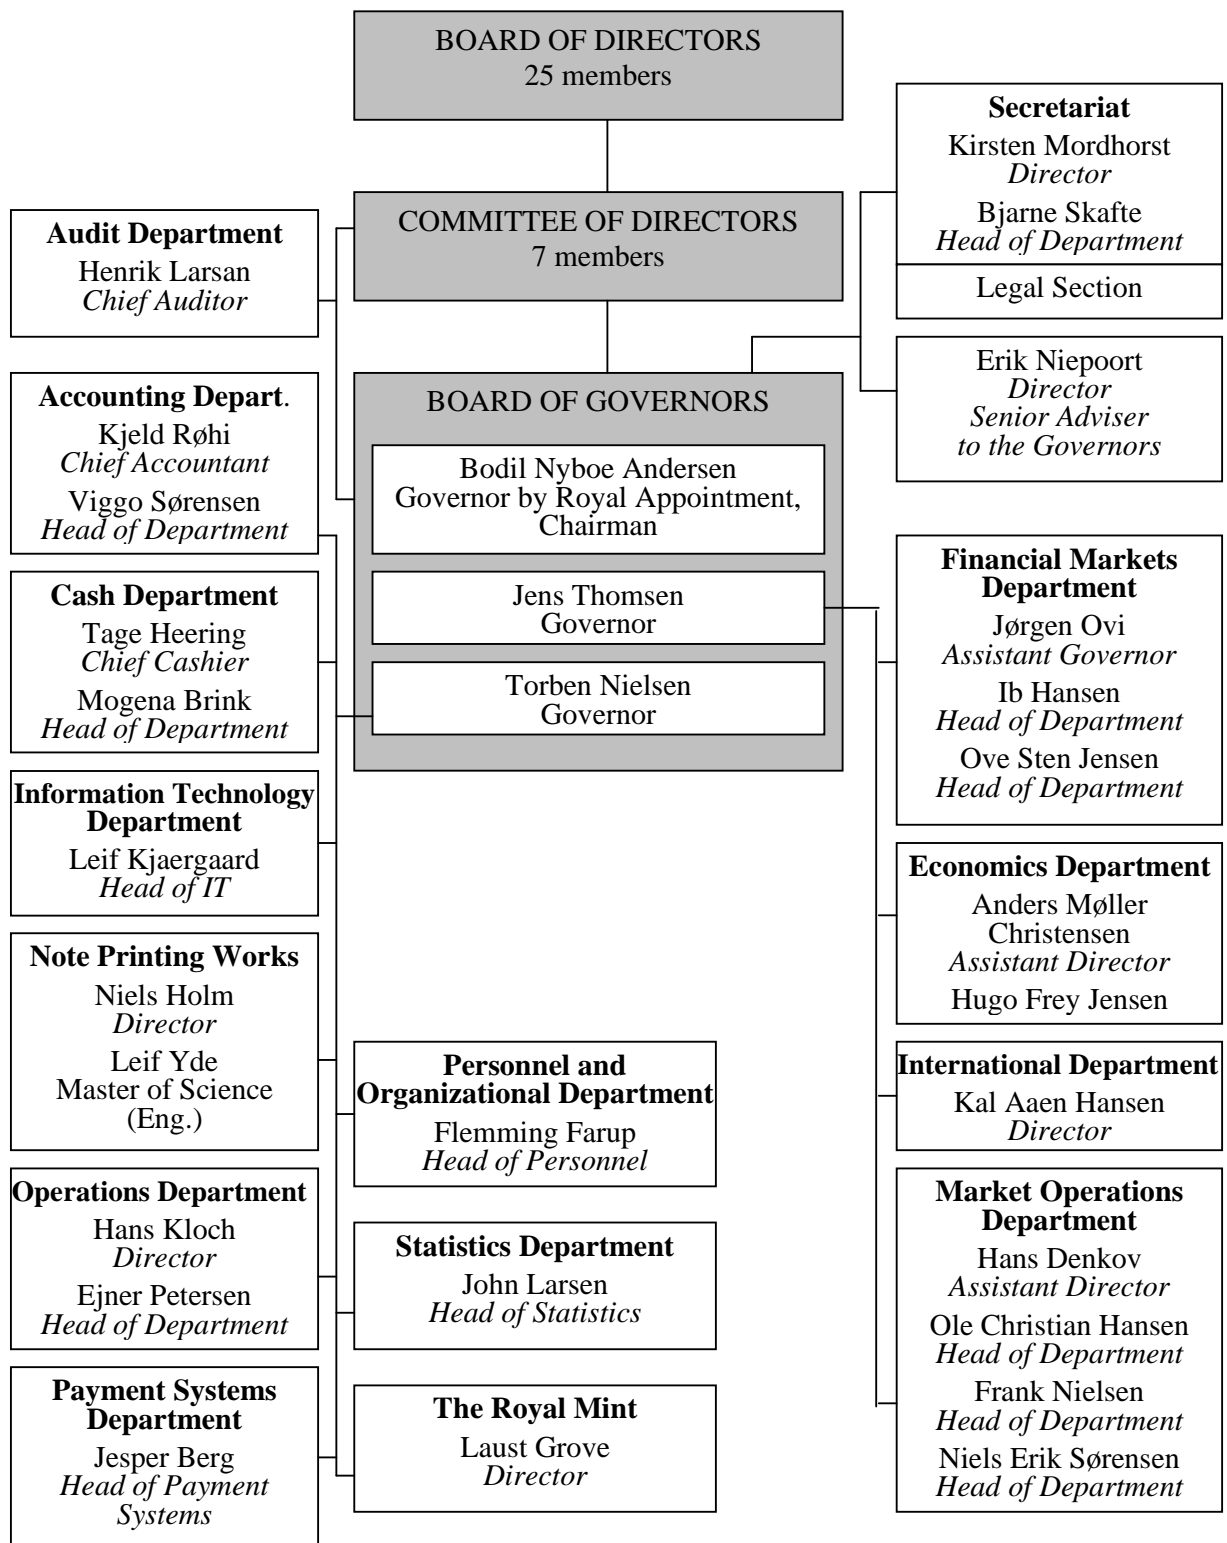 BOARD OF DIRECTORS
25 members
COMMITTEE OF DIRECTORS
7 members
BOARD OF GOVERNORS
Bodil Nyboe Andersen
Governor by Royal Appointment,
Chairman
Jens Thomsen
Governor
Torben Nielsen
Governor
Audit Department
Henrik Larsan
Chief Auditor
Accounting Depart.
Kjeld Røhi
Chief Accountant
Viggo Sørensen
Head of Department
Cash Department
Tage Heering
Chief Cashier
Mogena Brink
Head of Department
Information Technology
Department
Leif Kjaergaard
Head of IT
Note Printing Works
Niels Holm
Director
Leif Yde
Master of Science
(Eng.)
Operations Department
Hans Kloch
Director
Ejner Petersen
Head of Department
Payment Systems
Department
Jesper Berg
Head of Payment
Systems
Personnel and
Organizational Department
Flemming Farup
Head of Personnel
Statistics Department
John Larsen
Head of Statistics
The Royal Mint
Laust Grove
Director
Secretariat
Kirsten Mordhorst
Director
Bjarne Skafte
Head of Department
Legal Section
Erik Niepoort
Director
Senior Adviser
to the Governors
Financial Markets
Department
Jørgen Ovi
Assistant Governor
Ib Hansen
Head of Department
Ove Sten Jensen
Head of Department
Economics Department
Anders Møller
Christensen
Assistant Director
Hugo Frey Jensen
International Department
Kal Aaen Hansen
Director
Market Operations
Department
Hans Denkov
Assistant Director
Ole Christian Hansen
Head of Department
Frank Nielsen
Head of Department
Niels Erik Sørensen
Head of Department